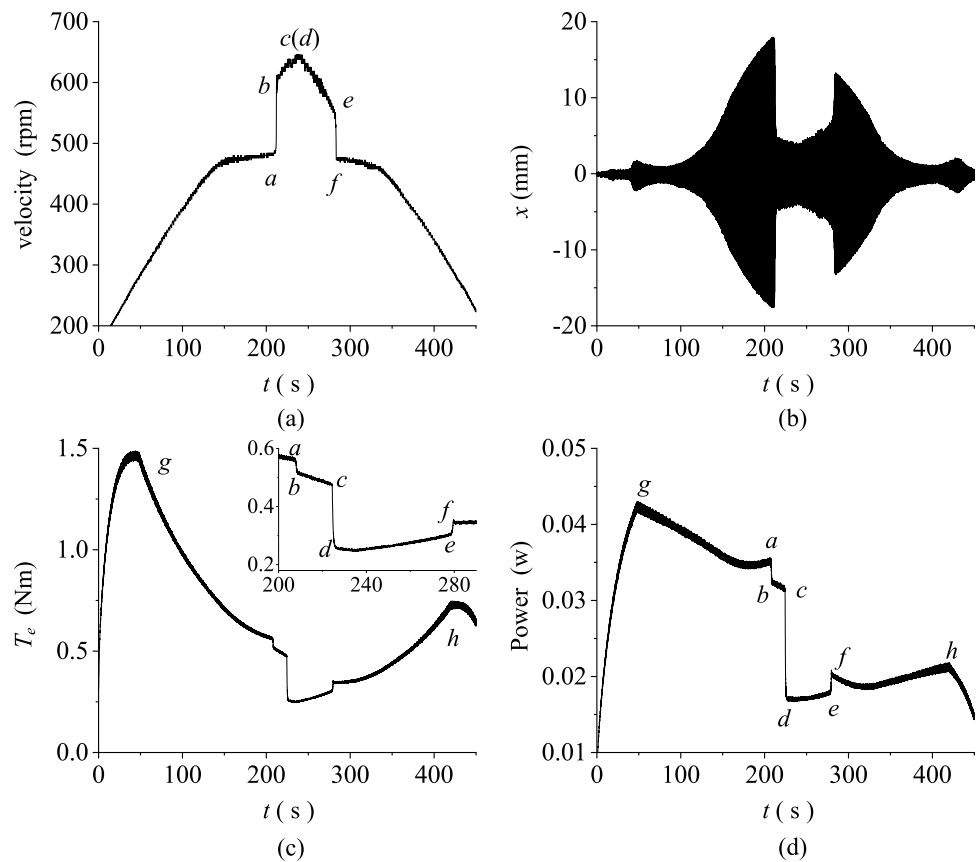 700
600
500
400
300
200
velocity (rpm)
c(d)
b
e
a
f
0 100 200 300 400
t ( s )
(a)
20
10
0
-10
-20
x (mm)
0 100 200 300 400
t ( s )
(b)
1.5
1.0
0.5
0.0
T_e (Nm)
g
h
0.6
0.4
0.2
a
b
c
d
f
e
200 240 280
0 100 200 300 400
t ( s )
(c)
0.05
0.04
0.03
0.02
0.01
Power (w)
g
a
b
c
f
h
d
e
0 100 200 300 400
t ( s )
(d)